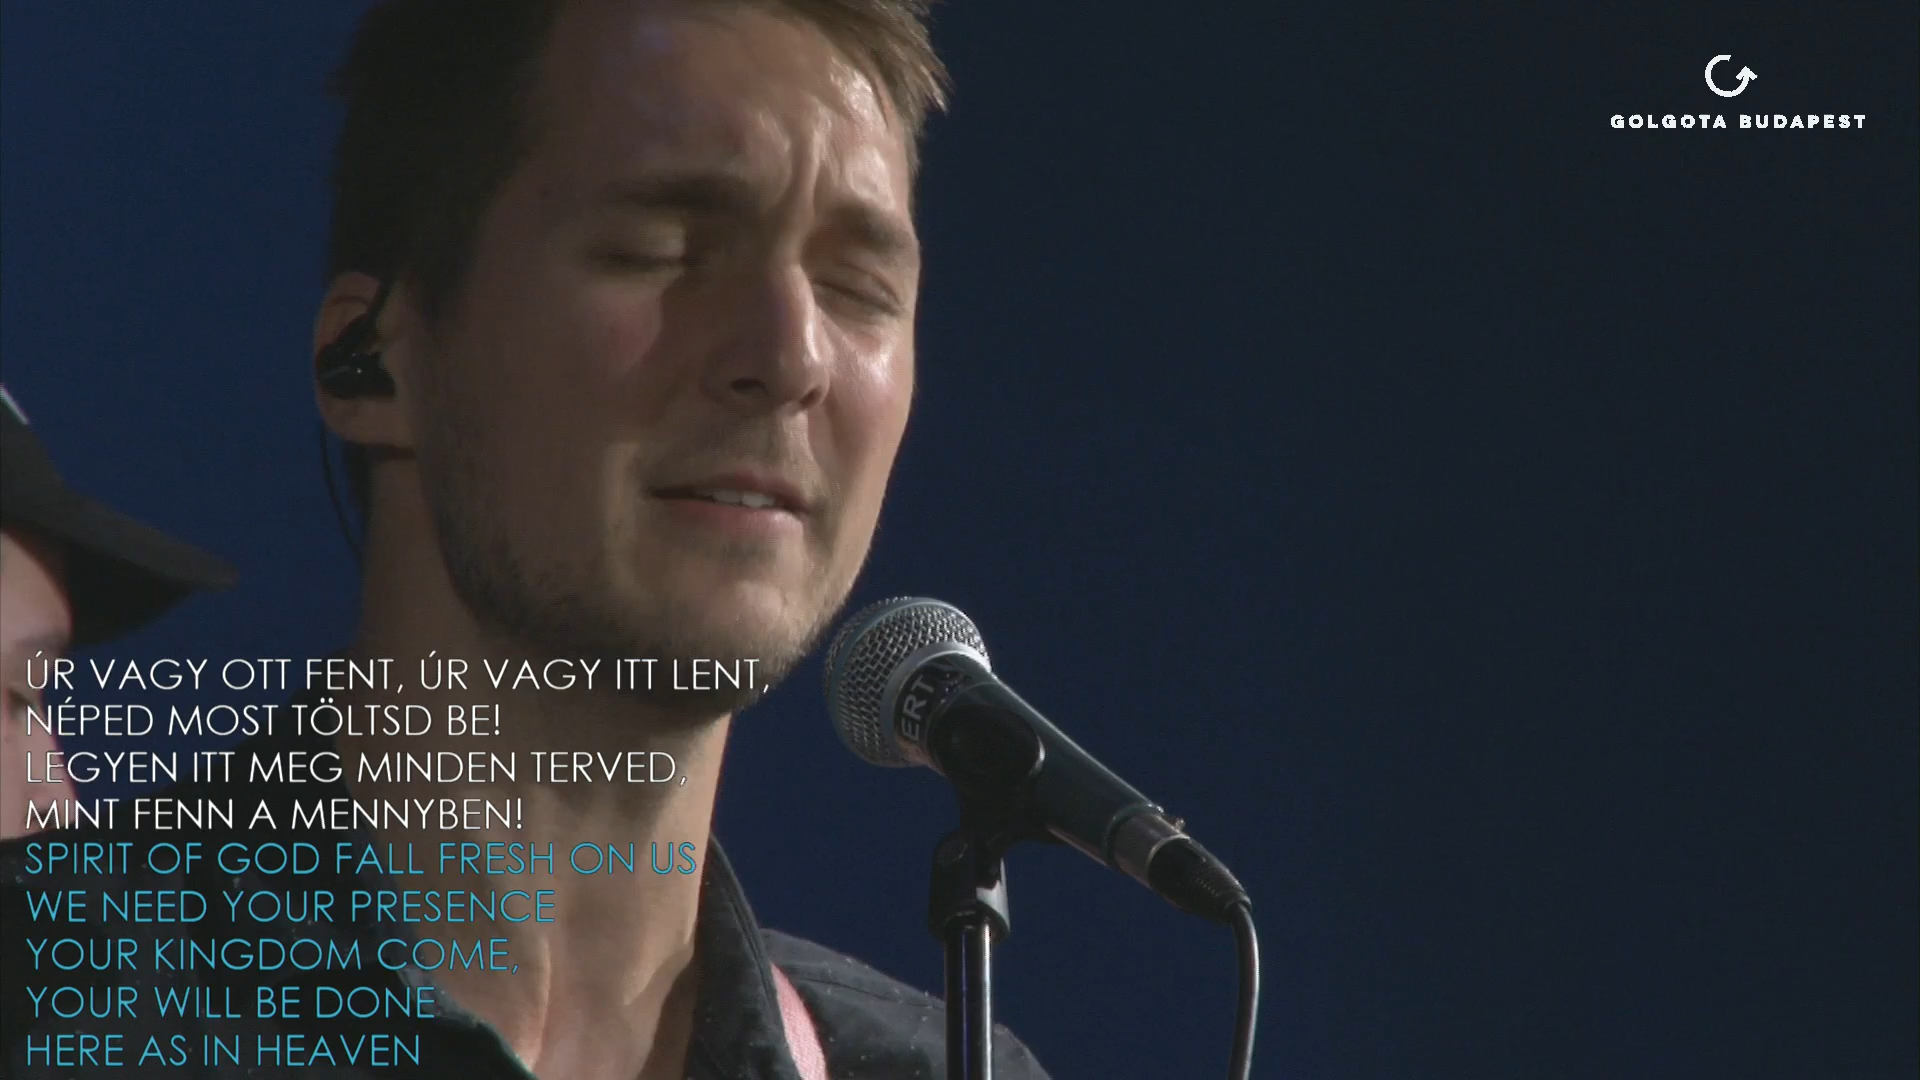 GOLGOTA BUDAPEST
ÚR VAGY OTT FENT, ÚR VAGY ITT LENT,
NÉPED MOST TÖLTSD BE!
LEGYEN ITT MEG MINDEN TERVED,
MINT FENN A MENNYBEN!
SPIRIT OF GOD FALL FRESH ON US
WE NEED YOUR PRESENCE
YOUR KINGDOM COME,
YOUR WILL BE DONE
HERE AS IN HEAVEN